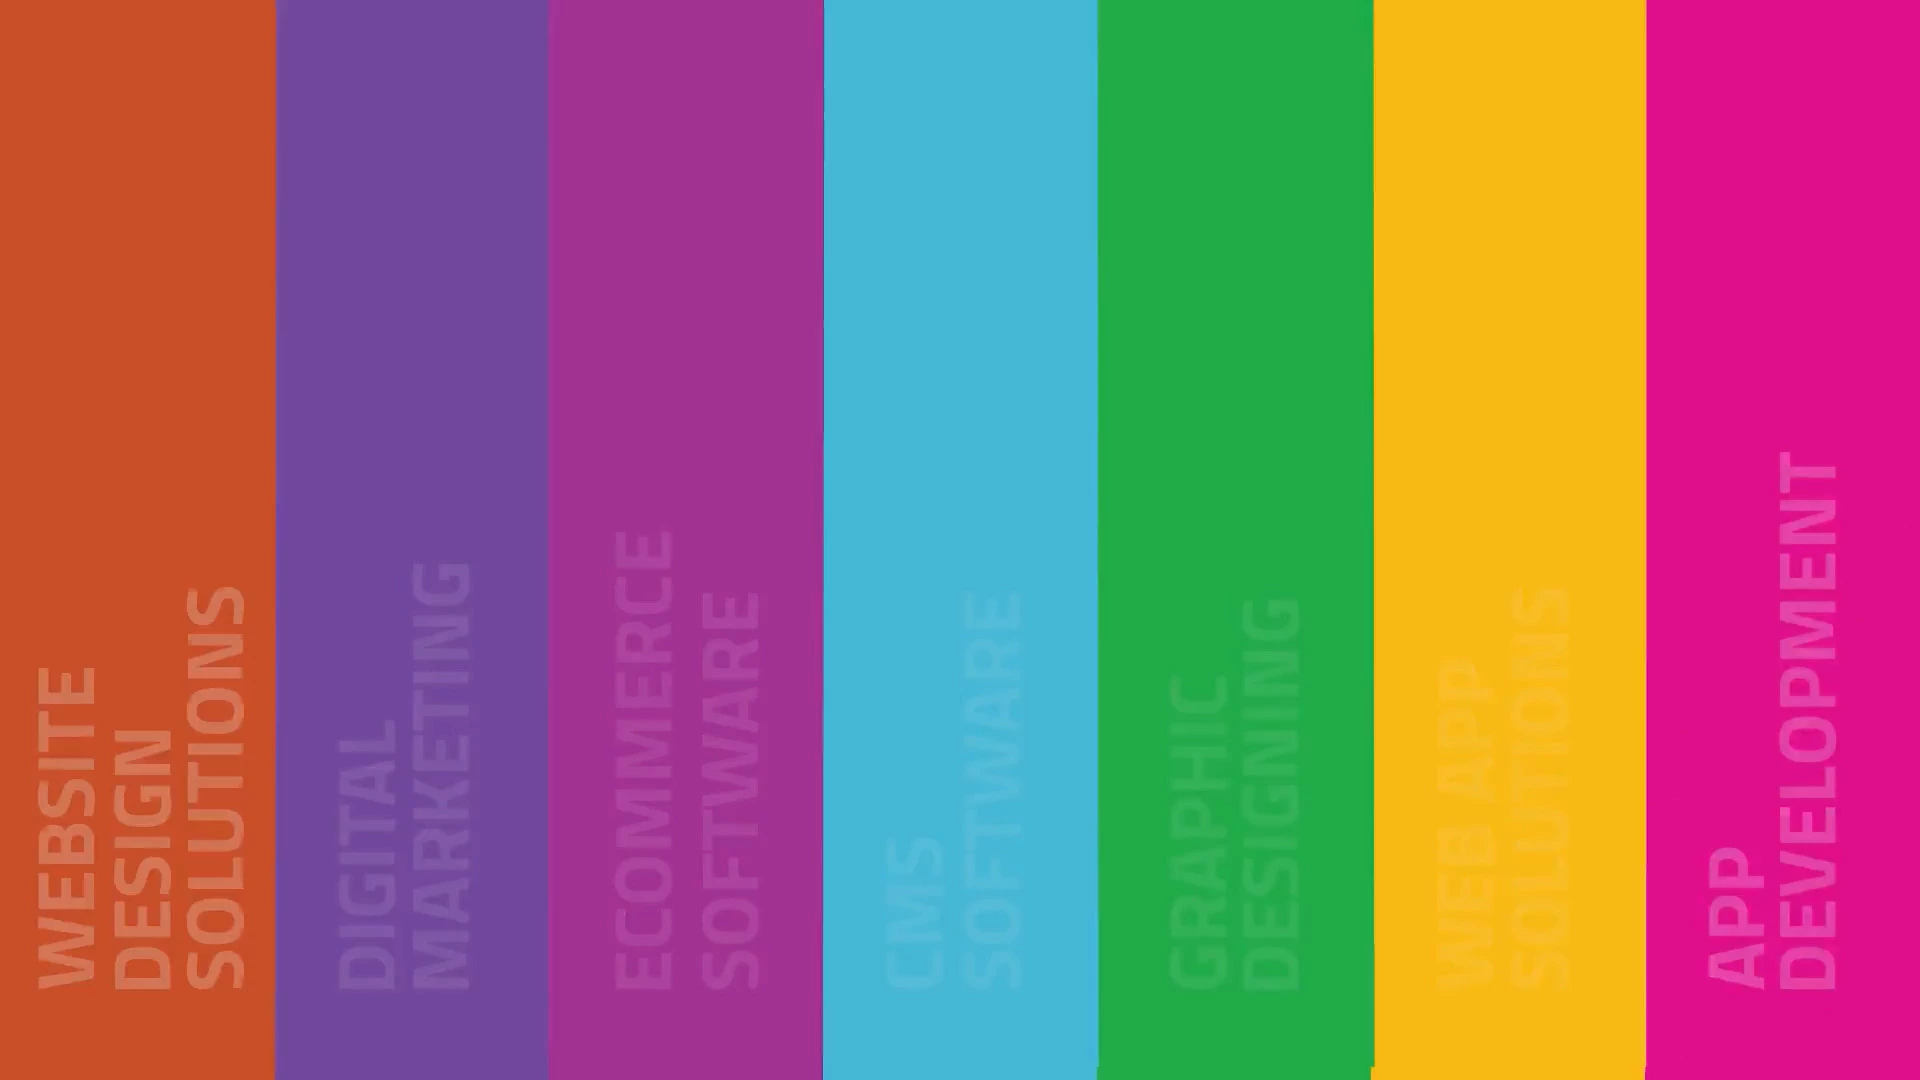 WEBSITE
DESIGN
SOLUTIONS
DIGITAL
MARKETING
ECOMMERCE
SOFTWARE
CMS
SOFTWARE
GRAPHIC
DESIGNING
WEB APP
SOLUTIONS
APP
DEVELOPMENT